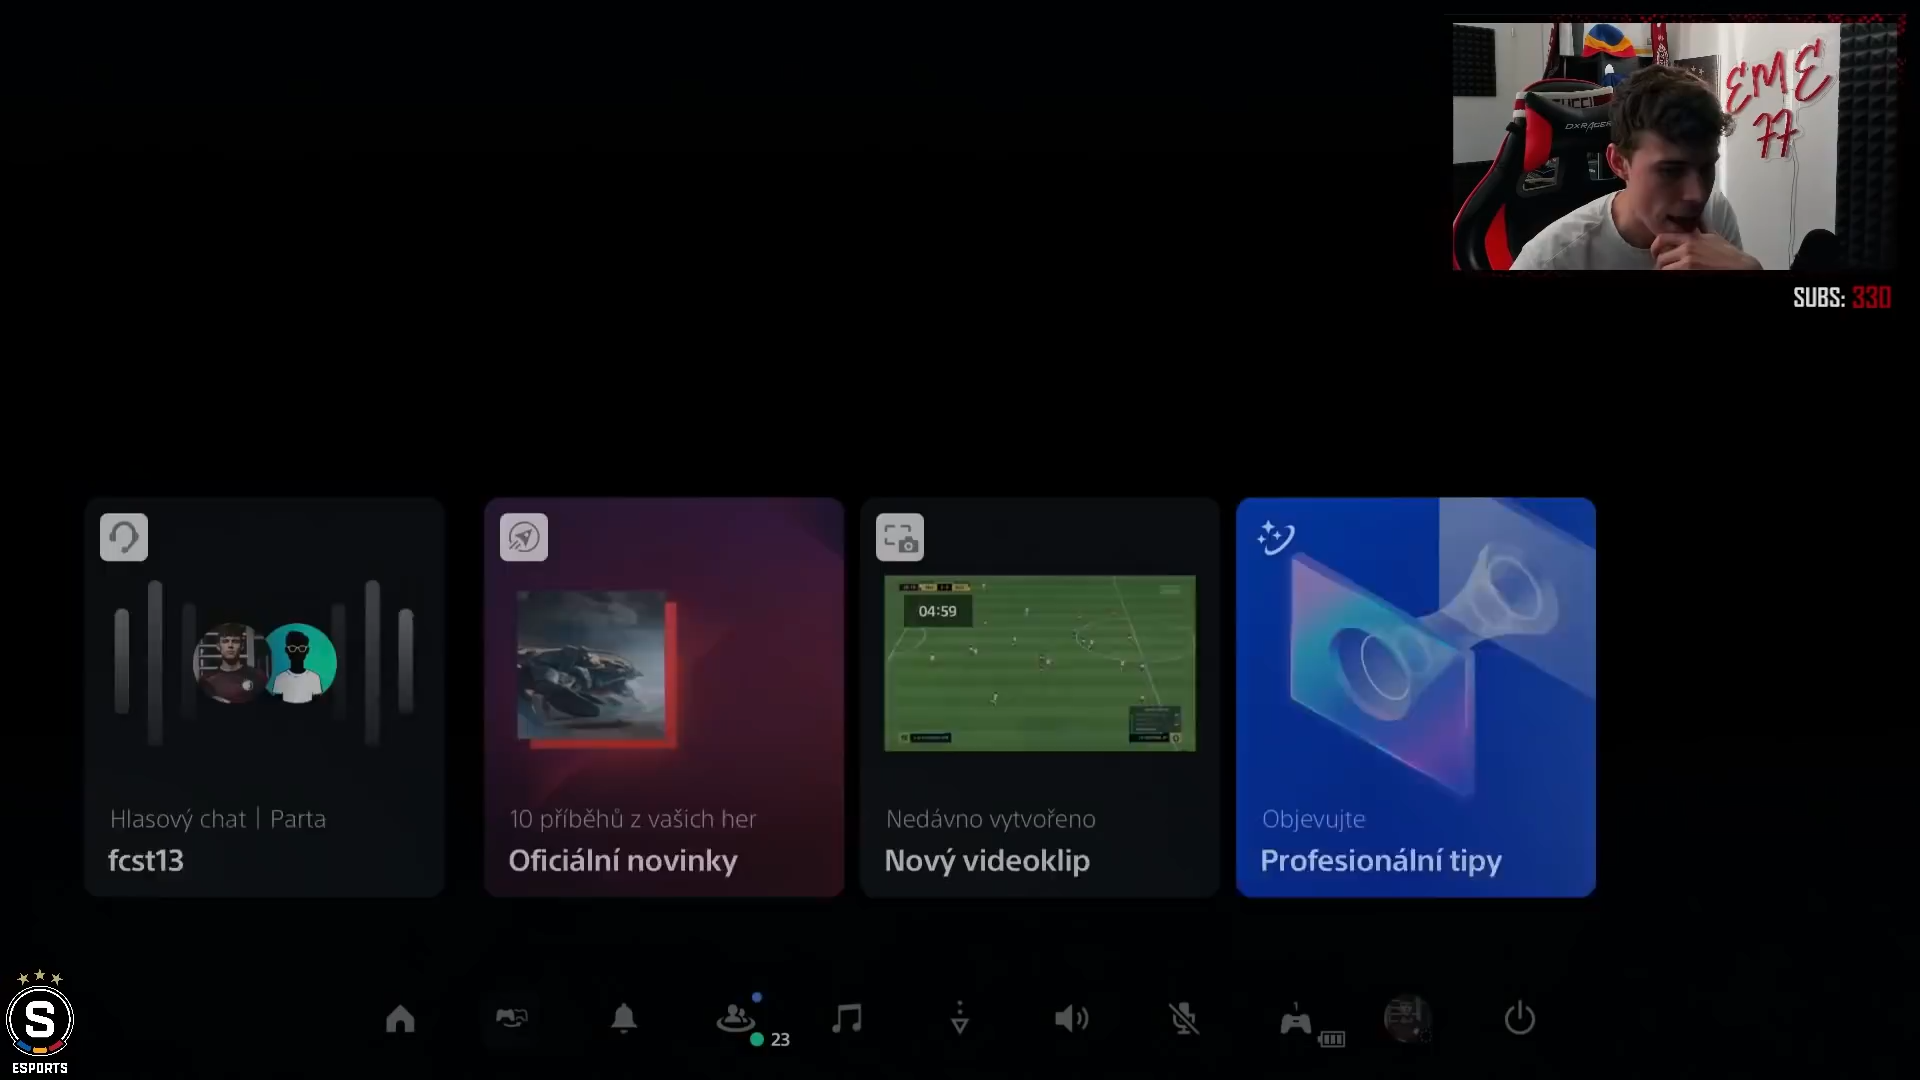 EME
77
DXRACER
SUBS: 330
04:59
Hlasový chat | Parta
fcst13
10 příběhů z vašich her
Oficiální novinky
Nedávno vytvořeno
Nový videoklip
Objevujte
Profesionální tipy
23
S
ESPORTS